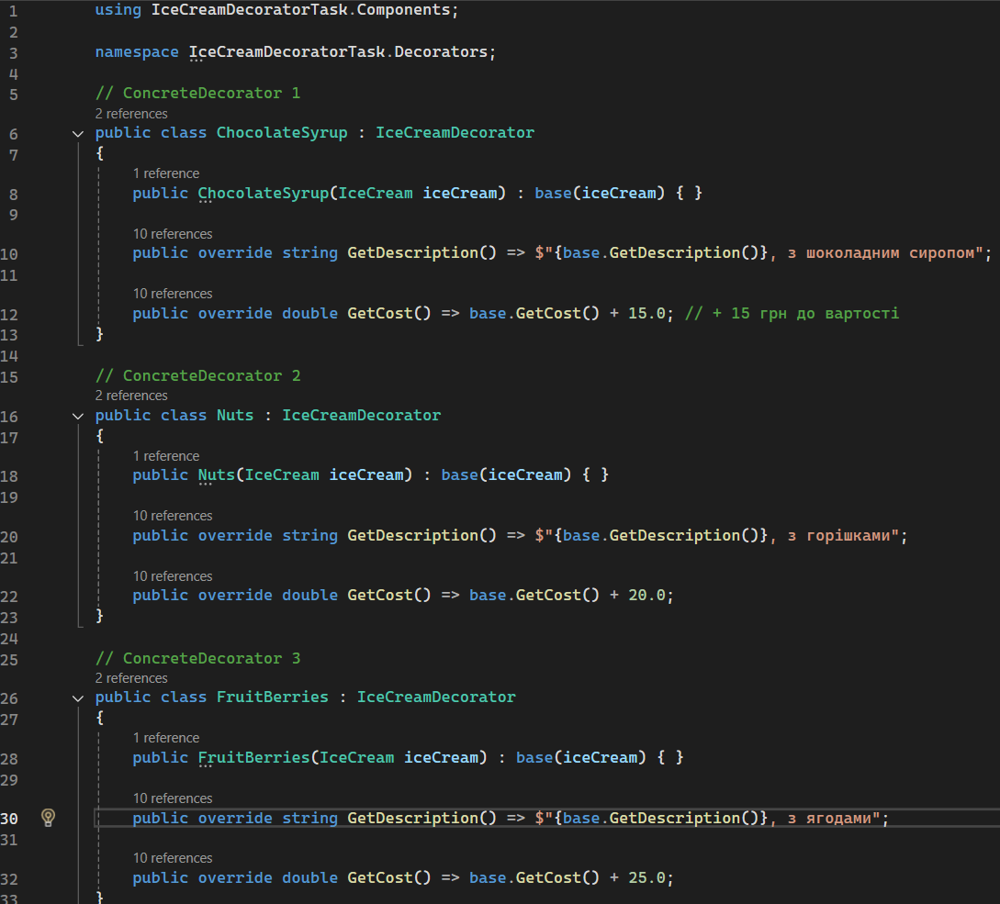 1 using IceCreamDecoratorTask.Components;
2
3 namespace IceCreamDecoratorTask.Decorators;
4
5 // ConcreteDecorator 1
2 references
6 public class ChocolateSyrup : IceCreamDecorator
7 {
1 reference
8 public ChocolateSyrup(IceCream iceCream) : base(iceCream) { }
9
10 references
10 public override string GetDescription() => $"{base.GetDescription()}, з шоколадним сиропом";
11
10 references
12 public override double GetCost() => base.GetCost() + 15.0; // + 15 грн до вартості
13 }
14
15 // ConcreteDecorator 2
2 references
16 public class Nuts : IceCreamDecorator
17 {
1 reference
18 public Nuts(IceCream iceCream) : base(iceCream) { }
19
10 references
20 public override string GetDescription() => $"{base.GetDescription()}, з горішками";
21
10 references
22 public override double GetCost() => base.GetCost() + 20.0;
23 }
24
25 // ConcreteDecorator 3
2 references
26 public class FruitBerries : IceCreamDecorator
27 {
1 reference
28 public FruitBerries(IceCream iceCream) : base(iceCream) { }
29
10 references
30 public override string GetDescription() => $"{base.GetDescription()}, з ягодами";
31
10 references
32 public override double GetCost() => base.GetCost() + 25.0;
33 }